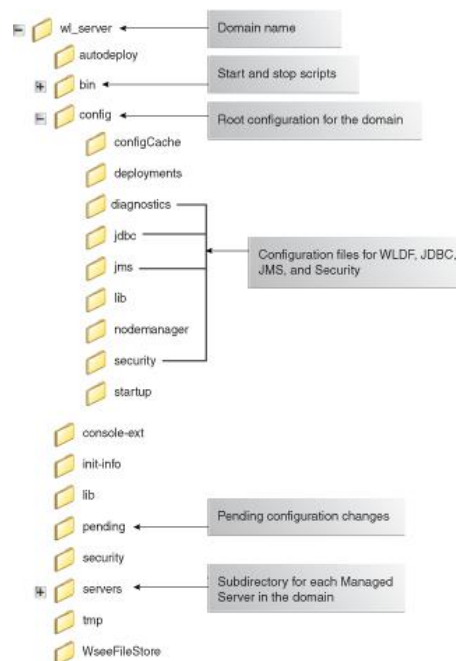 wl_server
Domain name
autodeploy
bin
Start and stop scripts
config
Root configuration for the domain
configCache
deployments
diagnostics
jdbc
jms
Configuration files for WLDF, JDBC,
JMS, and Security
lib
nodemanager
security
startup
console-ext
init-info
lib
pending
Pending configuration changes
security
servers
Subdirectory for each Managed
Server in the domain
tmp
WseeFileStore